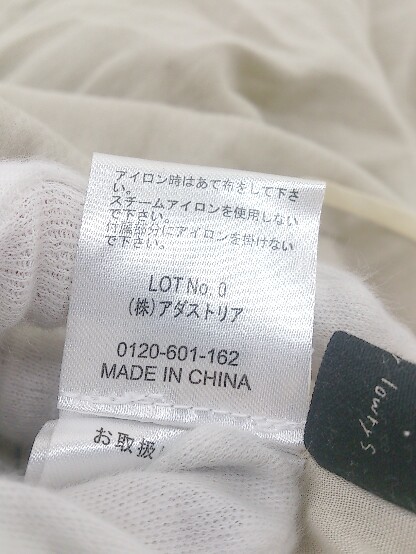 アイロン時はあて布をして下さ
い。
スチームアイロンを使用しない
で下さい。
付属部分にアイロンを掛けない
で下さい。
LOT No. 0
(株)アダストリア
0120-601-162
MADE IN CHINA
お取扱
lowrys